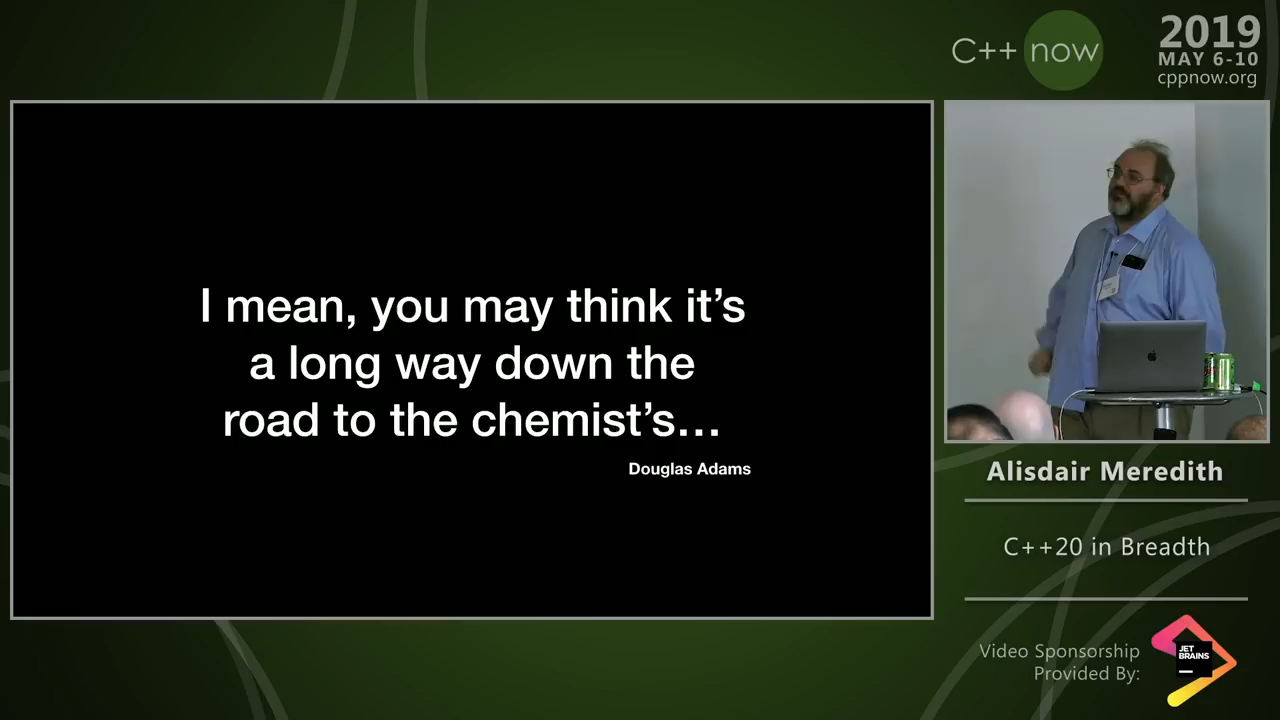 C++ now
2019
MAY 6-10
cppnow.org
I mean, you may think it’s
a long way down the
road to the chemist’s…
Douglas Adams
Alisdair Meredith
C++20 in Breadth
Video Sponsorship
Provided By:
JET
BRAINS